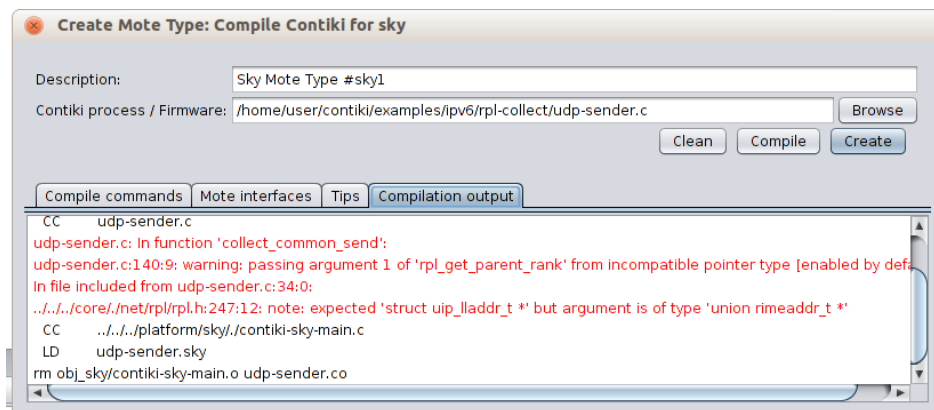 Create Mote Type: Compile Contiki for sky
Description: Sky Mote Type #sky1
Contiki process / Firmware: /home/user/contiki/examples/ipv6/rpl-collect/udp-sender.c Browse
Clean Compile Create
Compile commands Mote interfaces Tips Compilation output
CC udp-sender.c
udp-sender.c: In function 'collect_common_send':
udp-sender.c:140:9: warning: passing argument 1 of 'rpl_get_parent_rank' from incompatible pointer type [enabled by defa
In file included from udp-sender.c:34:0:
../../../core/./net/rpl/rpl.h:247:12: note: expected 'struct uip_lladdr_t *' but argument is of type 'union rimeaddr_t *'
CC ../../../platform/sky/./contiki-sky-main.c
LD udp-sender.sky
rm obj_sky/contiki-sky-main.o udp-sender.co